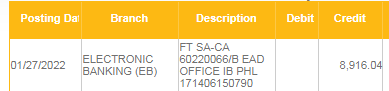 Posting Dat Branch Description Debit Credit
01/27/2022 ELECTRONIC BANKING (EB) FT SA-CA 60220066/B EAD OFFICE IB PHL 171406150790 8,916.04